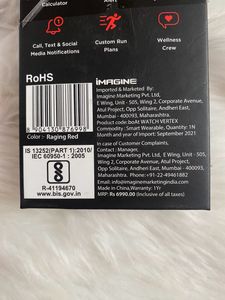 Calculator
Alert
Call, Text & Social
Media Notifications
Custom Run
Plans
Wellness
Crew
RoHS
8 904130 876998
Color : Raging Red
IS 13252(PART 1):2010/
IEC 60950-1 : 2005
R-41194670
www.bis.gov.in
IMAGINE
Imported & Marketed By:
Imagine Marketing Pvt. Ltd,
E Wing, Unit - 505, Wing 2, Corporate Avenue,
Atul Project, Opp Solitaire, Andheri East,
Mumbai - 400093, Maharashtra.
Commodity : Smart Wearable, Quantity : 1N
Month and year of Import: September 2021
Product code: boAt WATCH VERTEX
In case of Customer Complaints,
Contact : Manager,
Imagine Marketing Pvt. Ltd, E Wing, Unit - 505,
Wing 2, Corporate Avenue, Atul Project, Opp
Solitaire, Andheri East, Mumbai - 400093,
Maharashtra. Phone: +91-22-49461882
Email: info@imaginemarketingindia.com
Made in China,Warranty: 1Yr
MRP: Rs 6990.00 (Inclusive of all taxes)